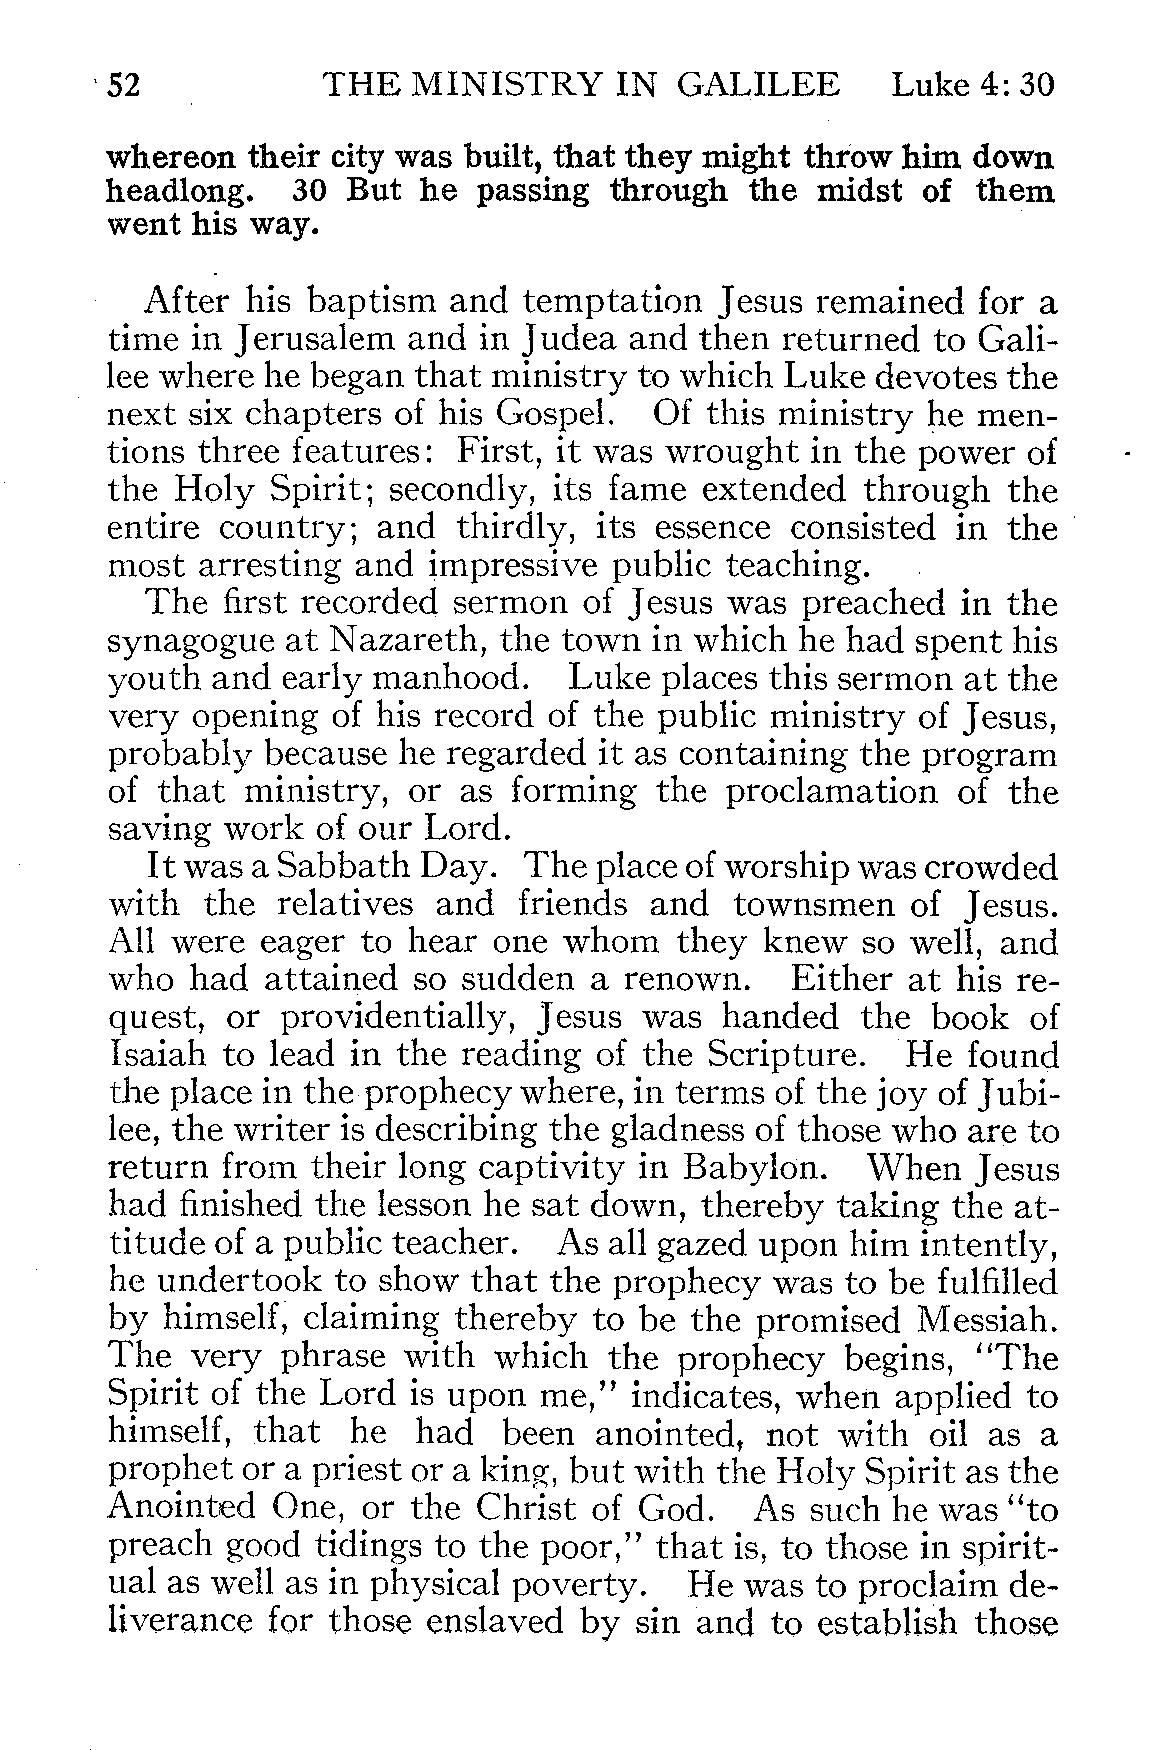 52 THE MINISTRY IN GALILEE Luke 4: 30
whereon their city was built, that they might throw him down
headlong. 30 But he passing through the midst of them
went his way.
After his baptism and temptation Jesus remained for a
time in Jerusalem and in Judea and then returned to Gali-
lee where he began that ministry to which Luke devotes the
next six chapters of his Gospel. Of this ministry he men-
tions three features: First, it was wrought in the power of
the Holy Spirit; secondly, its fame extended through the
entire country; and thirdly, its essence consisted in the
most arresting and impressive public teaching.
The first recorded sermon of Jesus was preached in the
synagogue at Nazareth, the town in which he had spent his
youth and early manhood. Luke places this sermon at the
very opening of his record of the public ministry of Jesus,
probably because he regarded it as containing the program
of that ministry, or as forming the proclamation of the
saving work of our Lord.
It was a Sabbath Day. The place of worship was crowded
with the relatives and friends and townsmen of Jesus.
All were eager to hear one whom they knew so well, and
who had attained so sudden a renown. Either at his re-
quest, or providentially, Jesus was handed the book of
Isaiah to lead in the reading of the Scripture. He found
the place in the prophecy where, in terms of the joy of Jubi-
lee, the writer is describing the gladness of those who are to
return from their long captivity in Babylon. When Jesus
had finished the lesson he sat down, thereby taking the at-
titude of a public teacher. As all gazed upon him intently,
he undertook to show that the prophecy was to be fulfilled
by himself, claiming thereby to be the promised Messiah.
The very phrase with which the prophecy begins, "The
Spirit of the Lord is upon me," indicates, when applied to
himself, that he had been anointed, not with oil as a
prophet or a priest or a king, but with the Holy Spirit as the
Anointed One, or the Christ of God. As such he was "to
preach good tidings to the poor," that is, to those in spirit-
ual as well as in physical poverty. He was to proclaim de-
liverance for those enslaved by sin and to establish those